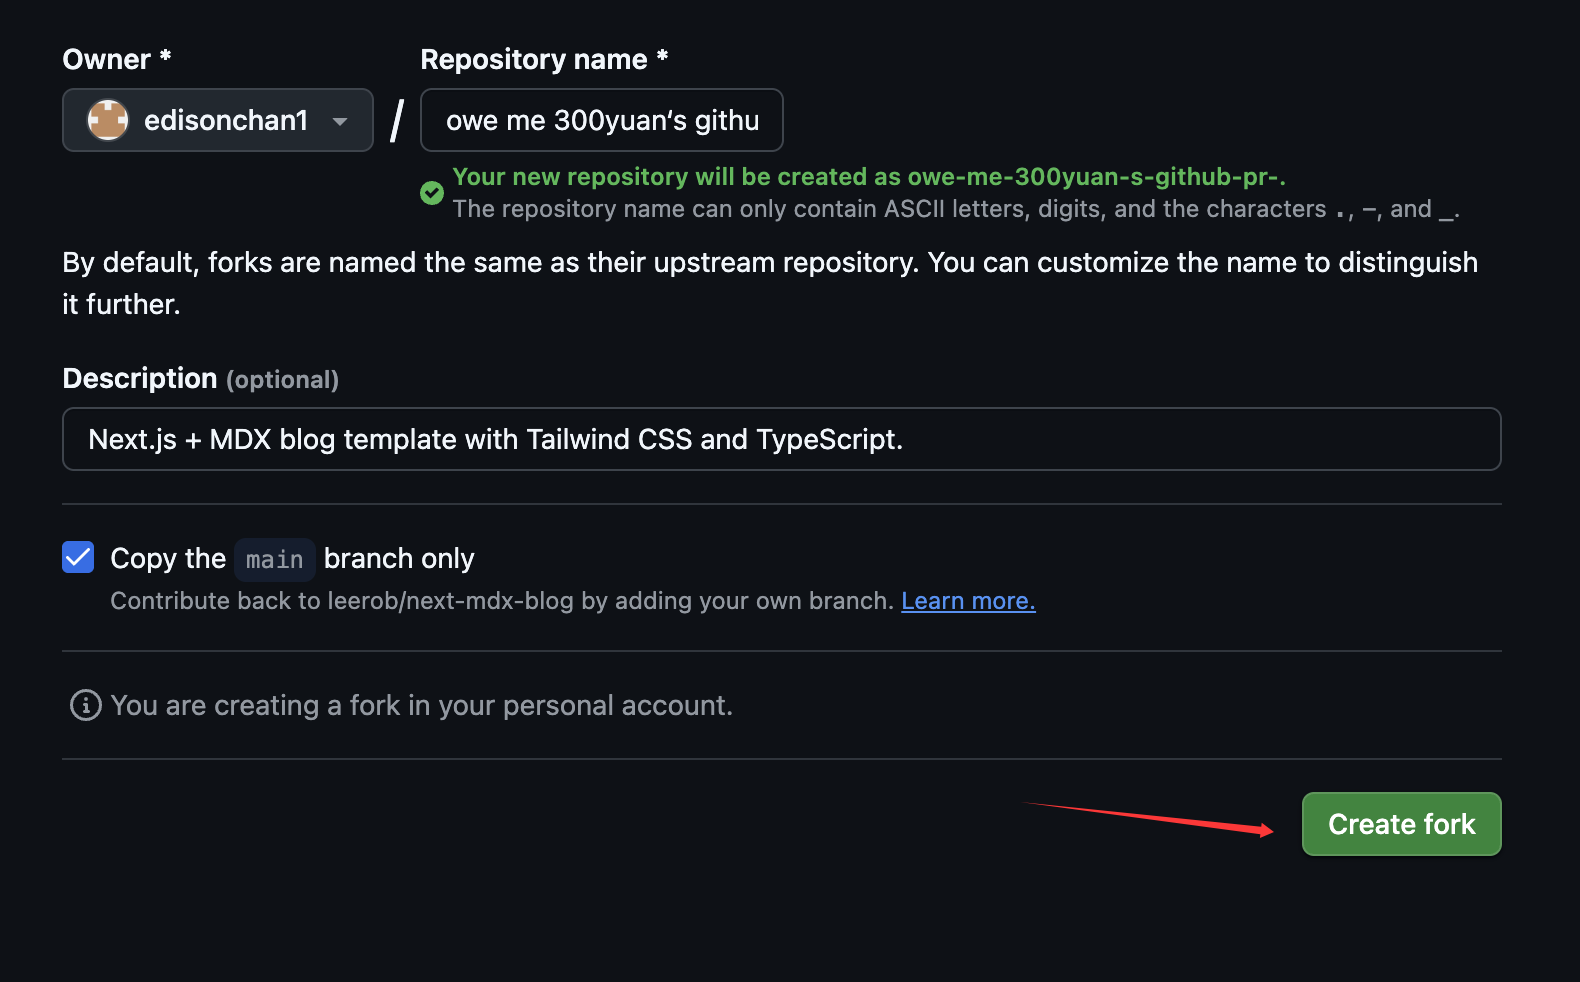 Owner *
Repository name *
edisonchan1
/
owe me 300yuan‘s githu
Your new repository will be created as owe-me-300yuan-s-github-pr-.
The repository name can only contain ASCII letters, digits, and the characters ., –, and _.
By default, forks are named the same as their upstream repository. You can customize the name to distinguish
it further.
Description (optional)
Next.js + MDX blog template with Tailwind CSS and TypeScript.
Copy the main branch only
Contribute back to leerob/next-mdx-blog by adding your own branch. Learn more.
You are creating a fork in your personal account.
Create fork